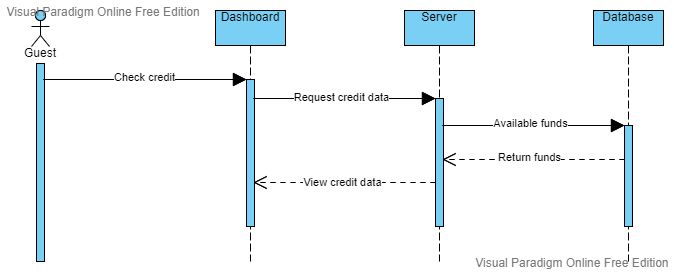 Visual Paradigm Online Free Edition
Dashboard
Server
Database
Guest
Check credit
Request credit data
Available funds
Return funds
View credit data
Visual Paradigm Online Free Edition